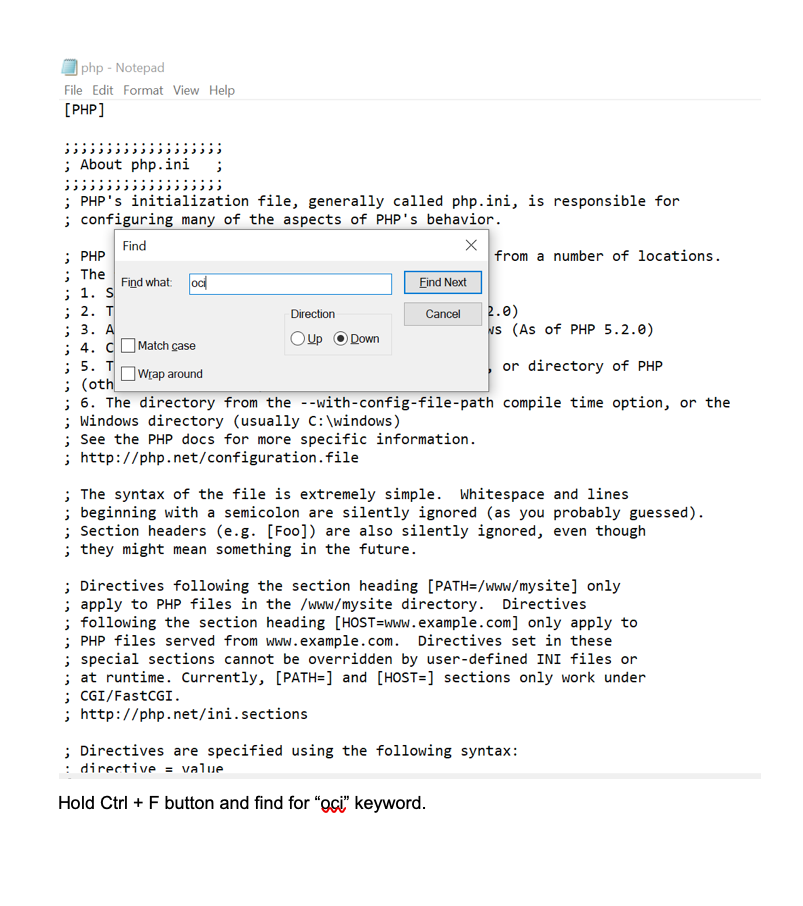 php - Notepad
File Edit Format View Help
[PHP]
;;;;;;;;;;;;;;;;;;;
; About php.ini   ;
;;;;;;;;;;;;;;;;;;;
; PHP's initialization file, generally called php.ini, is responsible for
; configuring many of the aspects of PHP's behavior.
; PHP
from a number of locations.
; The
; 1. S
; 2. T
2.0)
; 3. A
ws (As of PHP 5.2.0)
; 4. C
; 5. T
, or directory of PHP
; (oth
Find
Find what:
oci
Find Next
Cancel
Direction
Up
Down
Match case
Wrap around
; 6. The directory from the --with-config-file-path compile time option, or the
; Windows directory (usually C:\windows)
; See the PHP docs for more specific information.
; http://php.net/configuration.file
; The syntax of the file is extremely simple.  Whitespace and lines
; beginning with a semicolon are silently ignored (as you probably guessed).
; Section headers (e.g. [Foo]) are also silently ignored, even though
; they might mean something in the future.
; Directives following the section heading [PATH=/www/mysite] only
; apply to PHP files in the /www/mysite directory.  Directives
; following the section heading [HOST=www.example.com] only apply to
; PHP files served from www.example.com.  Directives set in these
; special sections cannot be overridden by user-defined INI files or
; at runtime. Currently, [PATH=] and [HOST=] sections only work under
; CGI/FastCGI.
; http://php.net/ini.sections
; Directives are specified using the following syntax:
; directive = value
Hold Ctrl + F button and find for “oci” keyword.